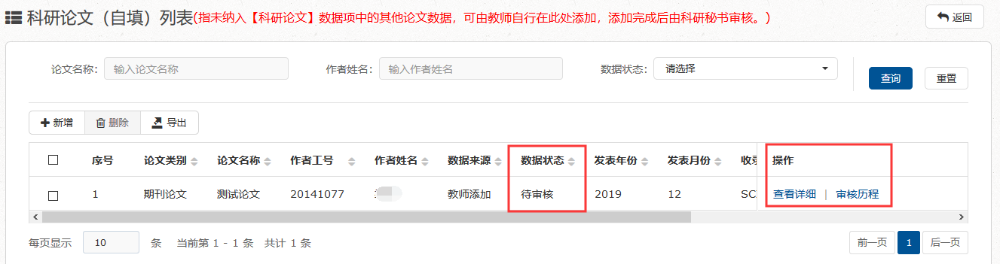 科研论文（自填）列表(指未纳入【科研论文】数据项中的其他论文数据，可由教师自行在此处添加，添加完成后由科研秘书审核。) 返回
论文名称: 输入论文名称 作者姓名: 输入作者姓名 数据状态: 请选择 查询 重置
新增 删除 导出
序号 论文类别 论文名称 作者工号 作者姓名 数据来源 数据状态 发表年份 发表月份 收录 操作
1 期刊论文 测试论文 20141077 教师添加 待审核 2019 12 SC 查看详细 | 审核历程
每页显示 10 条 当前第 1 - 1 条 共计 1 条 前一页 1 后一页